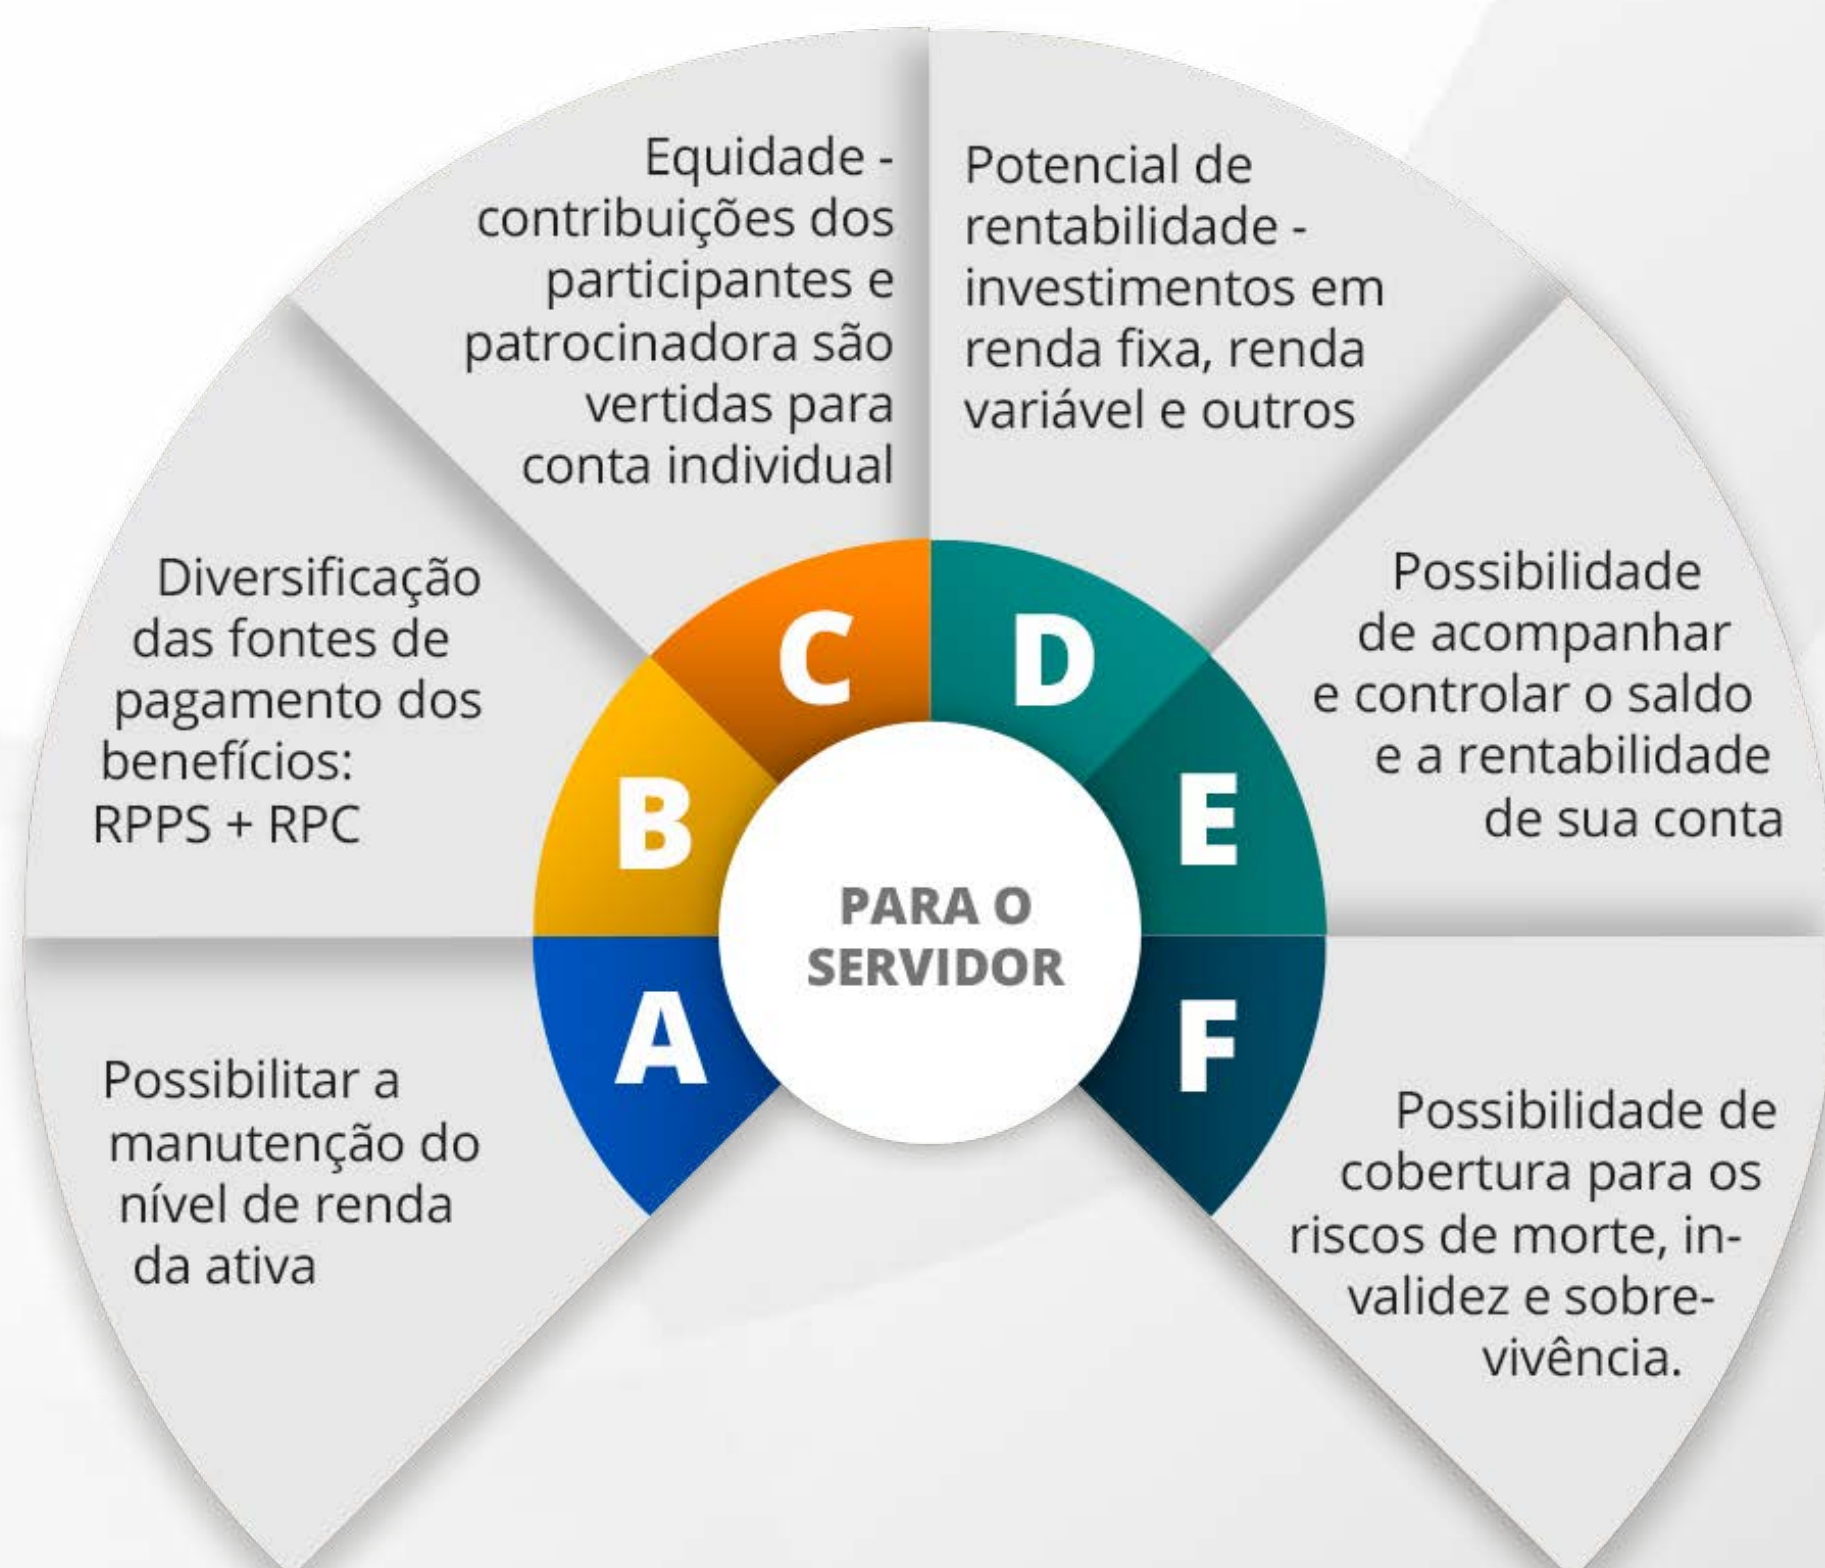 PARA O
SERVIDOR
A
Possibilitar a
manutenção do
nível de renda
da ativa
B
Diversificação
das fontes de
pagamento dos
benefícios:
RPPS + RPC
C
Equidade -
contribuições dos
participantes e
patrocinadora são
vertidas para
conta individual
D
Potencial de
rentabilidade -
investimentos em
renda fixa, renda
variável e outros
E
Possibilidade
de acompanhar
e controlar o saldo
e a rentabilidade
de sua conta
F
Possibilidade de
cobertura para os
riscos de morte, in-
validez e sobre-
vivência.